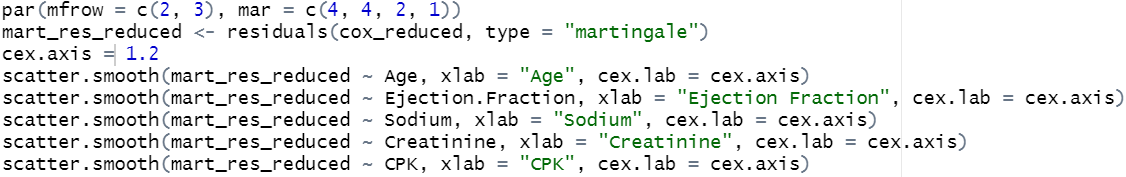 par(mfrow = c(2, 3), mar = c(4, 4, 2, 1))
mart_res_reduced <- residuals(cox_reduced, type = "martingale")
cex.axis = 1.2
scatter.smooth(mart_res_reduced ~ Age, xlab = "Age", cex.lab = cex.axis)
scatter.smooth(mart_res_reduced ~ Ejection.Fraction, xlab = "Ejection Fraction", cex.lab = cex.axis)
scatter.smooth(mart_res_reduced ~ Sodium, xlab = "Sodium", cex.lab = cex.axis)
scatter.smooth(mart_res_reduced ~ Creatinine, xlab = "Creatinine", cex.lab = cex.axis)
scatter.smooth(mart_res_reduced ~ CPK, xlab = "CPK", cex.lab = cex.axis)